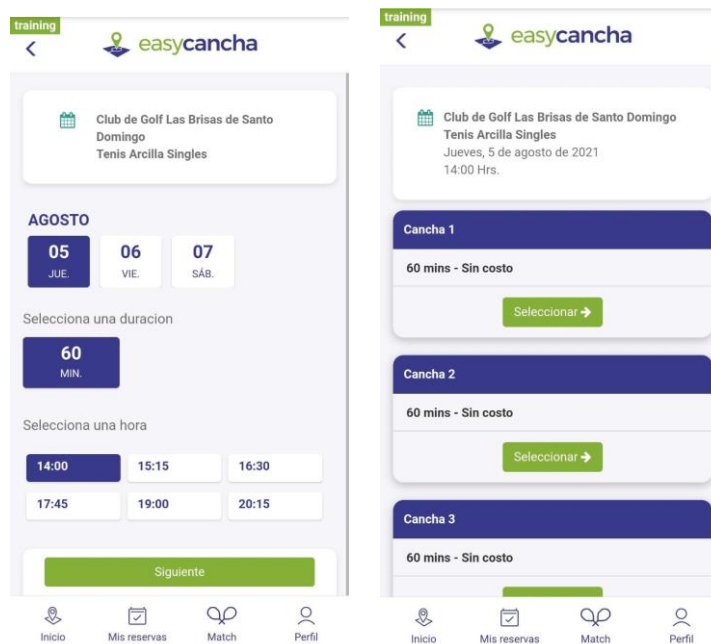 training
easycancha
Club de Golf Las Brisas de Santo
Domingo
Tenis Arcilla Singles
AGOSTO
05 06 07
JUE. VIE. SÁB.
Selecciona una duracion
60
MIN.
Selecciona una hora
14:00 15:15 16:30
17:45 19:00 20:15
Siguiente
Inicio Mis reservas Match Perfil
training
easycancha
Club de Golf Las Brisas de Santo Domingo
Tenis Arcilla Singles
Jueves, 5 de agosto de 2021
14:00 Hrs.
Cancha 1
60 mins - Sin costo
Seleccionar
Cancha 2
60 mins - Sin costo
Seleccionar
Cancha 3
60 mins - Sin costo
Inicio Mis reservas Match Perfil